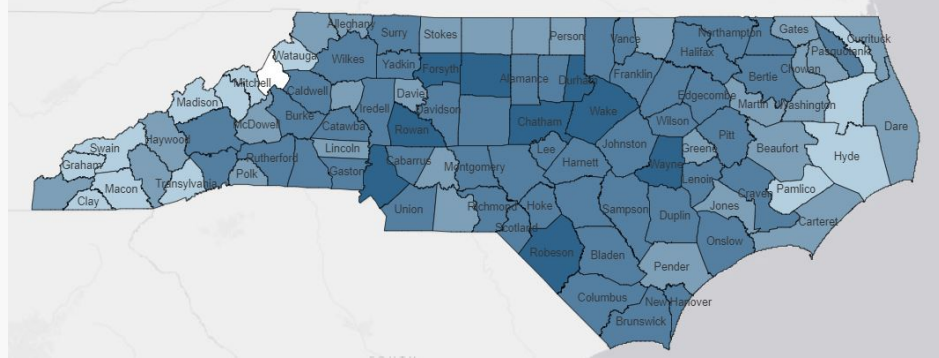 Alleghany
Surry
Stokes
Person
Vance
Northampton
Gates
Currituck
Pasquotank
Watauga
Wilkes
Yadkin
Forsyth
Alamance
Durham
Franklin
Halifax
Bertie
Chowan
Mitchell
Caldwell
Madison
Davie
Iredell
Davidson
Edgecombe
Martin
Washington
Wake
Burke
McDowell
Catawba
Rowan
Chatham
Wilson
Dare
Haywood
Lincoln
Johnston
Pitt
Greene
Beaufort
Swain
Rutherford
Cabarrus
Montgomery
Lee
Harnett
Wayne
Hyde
Graham
Polk
Gaston
Lenoir
Macon
Transylvania
Craven
Pamlico
Clay
Union
Richmond
Hoke
Sampson
Duplin
Jones
Carteret
Scotland
Onslow
Robeson
Bladen
Pender
Columbus
New Hanover
Brunswick